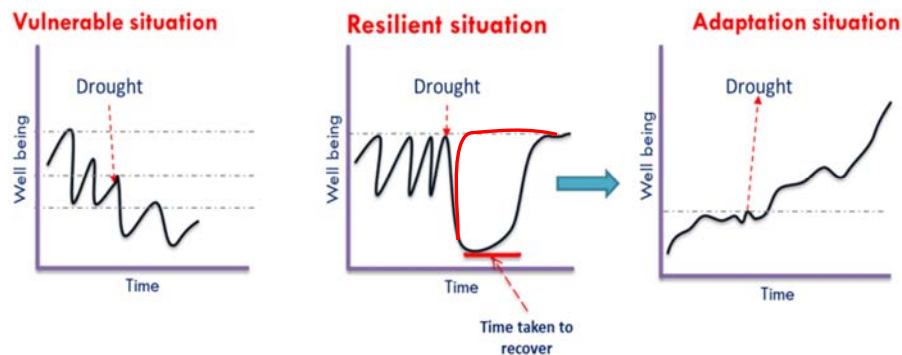 Vulnerable situation
Drought
Well being
Time
Resilient situation
Drought
Well being
Time
Time taken to
recover
Adaptation situation
Drought
Well being
Time